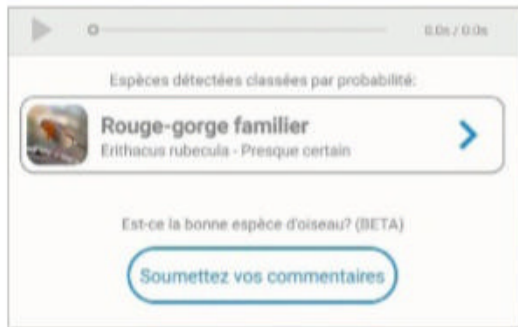 0.0s / 0.0s
Espèces détectées classées par probabilité:
Rouge-gorge familier
Erithacus rubecula - Presque certain
Est-ce la bonne espèce d'oiseau? (BETA)
Soumettez vos commentaires